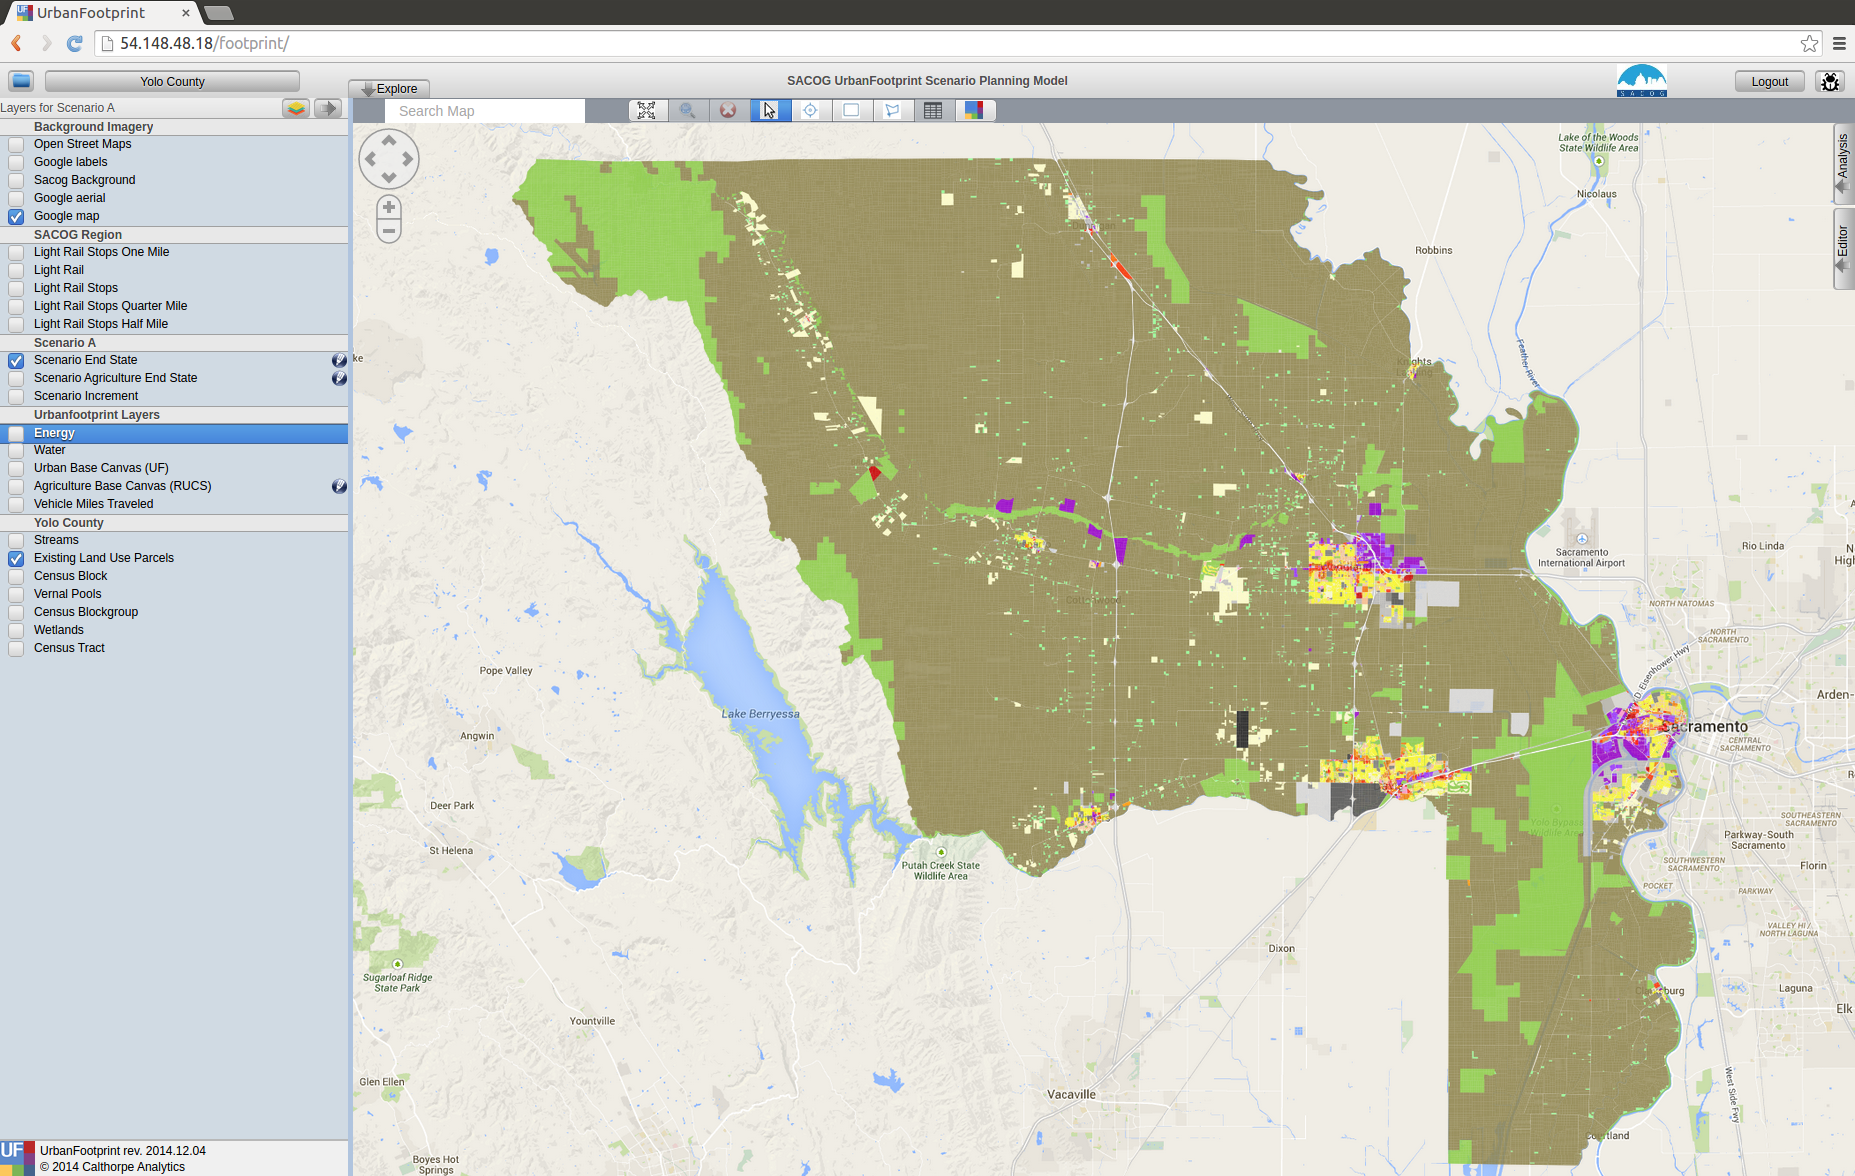 UrbanFootprint
54.148.48.18/footprint/
Yolo County
Explore
SACOG UrbanFootprint Scenario Planning Model
SACOG
Logout
Layers for Scenario A
Search Map
Background Imagery
Open Street Maps
Google labels
Sacog Background
Google aerial
Google map
SACOG Region
Light Rail Stops One Mile
Light Rail
Light Rail Stops
Light Rail Stops Quarter Mile
Light Rail Stops Half Mile
Scenario A
Scenario End State
Scenario Agriculture End State
Scenario Increment
Urbanfootprint Layers
Energy
Water
Urban Base Canvas (UF)
Agriculture Base Canvas (RUCS)
Vehicle Miles Traveled
Yolo County
Streams
Existing Land Use Parcels
Census Block
Vernal Pools
Census Blockgroup
Wetlands
Census Tract
UF
UrbanFootprint rev. 2014.12.04
© 2014 Calthorpe Analytics
Analysis
Editor
Lake of the Woods
State Wildlife Area
Nicolaus
Robbins
Feather River
Knights
ke
Sacramento
International Airport
Rio Linda
High
NORTH NATOMAS
NORTH
SACRAMENTO
D. Eisenhower Hwy
Arden-
Sacramento
CENTRAL
SACRAMENTO
Pope Valley
Lake Berryessa
Angwin
Deer Park
St Helena
Putah Creek State
Wildlife Area
Yolo Bypass
Wildlife Area
SOUTHEASTERN
SACRAMENTO
Parkway-South
Sacramento
SOUTHWESTERN
SACRAMENTO
Florin
POCKET
PARKWAY
VALLEY HI /
NORTH LAGUNA
Dixon
Sugarloaf Ridge
State Park
Laguna
Elk
Yountville
Glen Ellen
Vacaville
West Side Fwy
Courtland
Boyes Hot
Springs